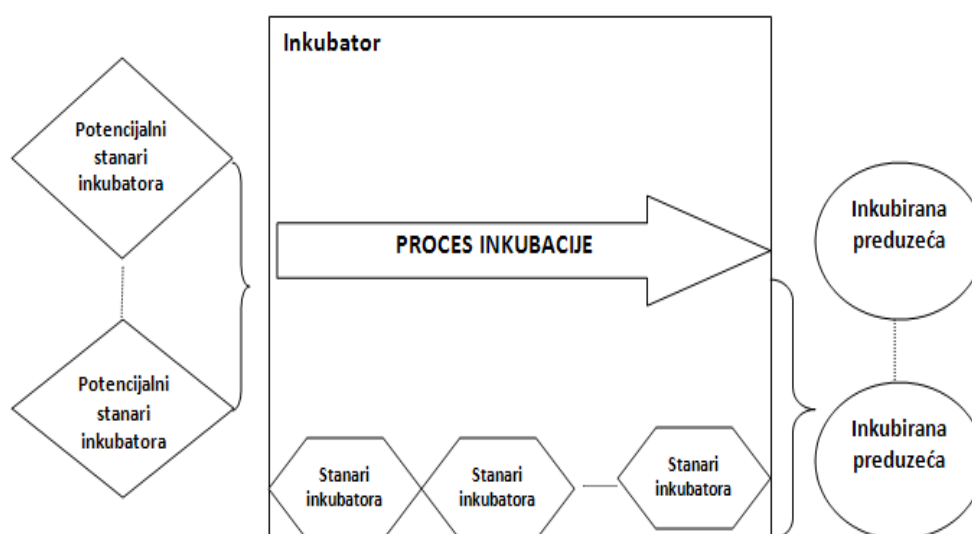 Inkubator
Potencijalni
stanari
inkubatora
PROCES INKUBACIJE
Inkubirana
preduzeća
Potencijalni
stanari
inkubatora
Inkubirana
preduzeća
Stanari
inkubatora
Stanari
inkubatora
Stanari
inkubatora